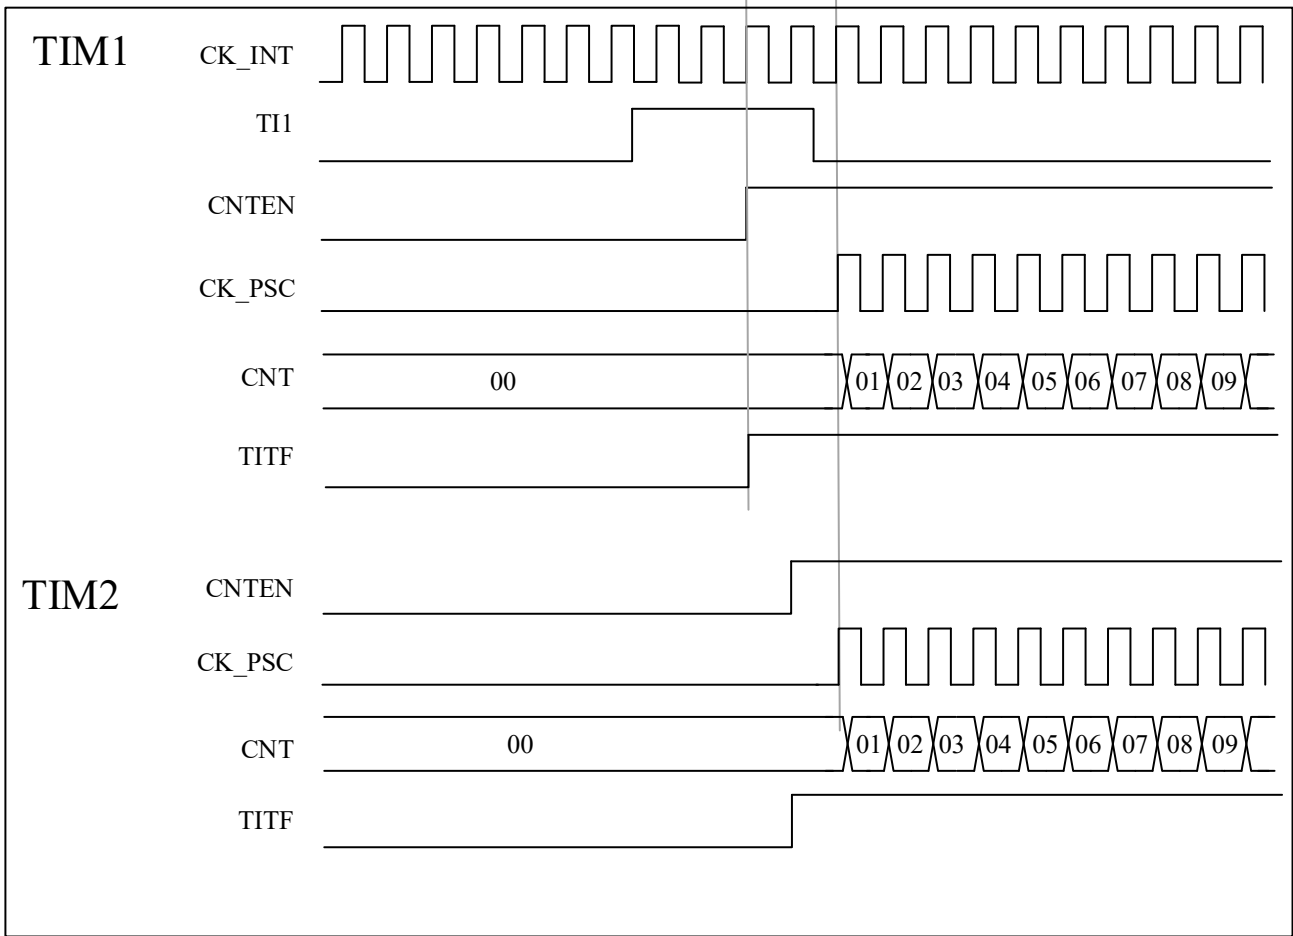 TIM1
CK_INT
TI1
CNTEN
CK_PSC
CNT 00 01 02 03 04 05 06 07 08 09
TITF
TIM2
CNTEN
CK_PSC
CNT 00 01 02 03 04 05 06 07 08 09
TITF